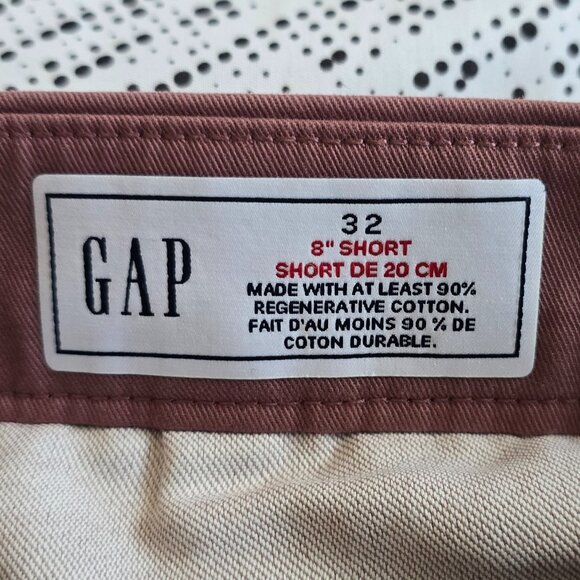 GAP
32
8" SHORT
SHORT DE 20 CM
MADE WITH AT LEAST 90%
REGENERATIVE COTTON.
FAIT D'AU MOINS 90 % DE
COTON DURABLE.